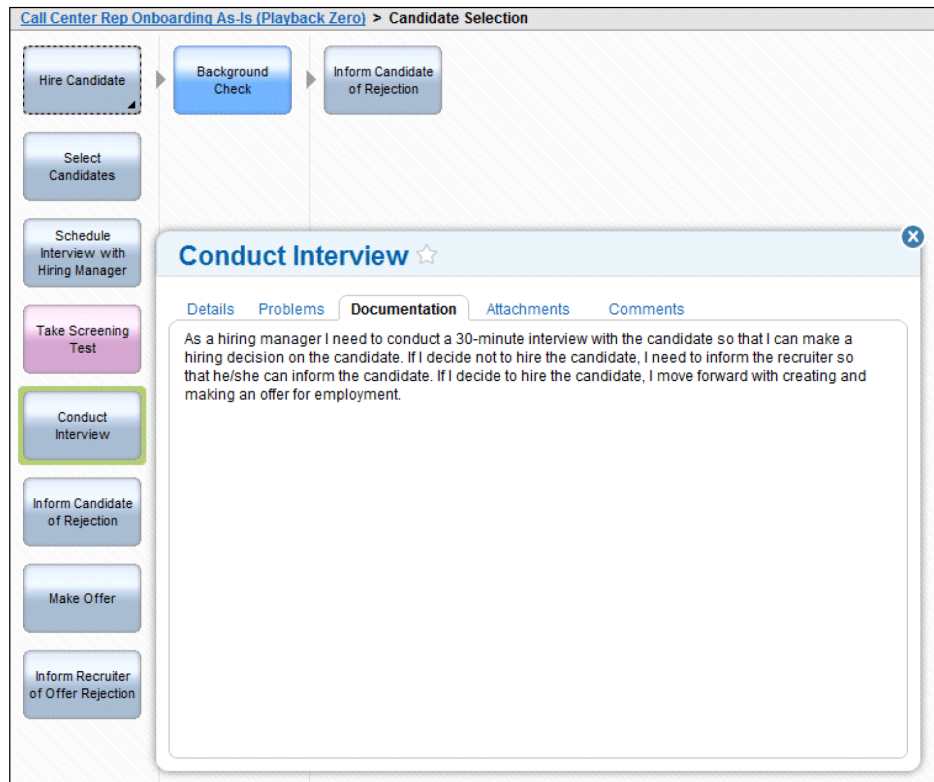 Call Center Rep Onboarding As-Is (Playback Zero) > Candidate Selection
Hire Candidate
Background
Check
Inform Candidate
of Rejection
Select
Candidates
Schedule
Interview with
Hiring Manager
Take Screening
Test
Conduct
Interview
Inform Candidate
of Rejection
Make Offer
Inform Recruiter
of Offer Rejection
Conduct Interview
Details Problems Documentation Attachments Comments
As a hiring manager I need to conduct a 30-minute interview with the candidate so that I can make a
hiring decision on the candidate. If I decide not to hire the candidate, I need to inform the recruiter so
that he/she can inform the candidate. If I decide to hire the candidate, I move forward with creating and
making an offer for employment.